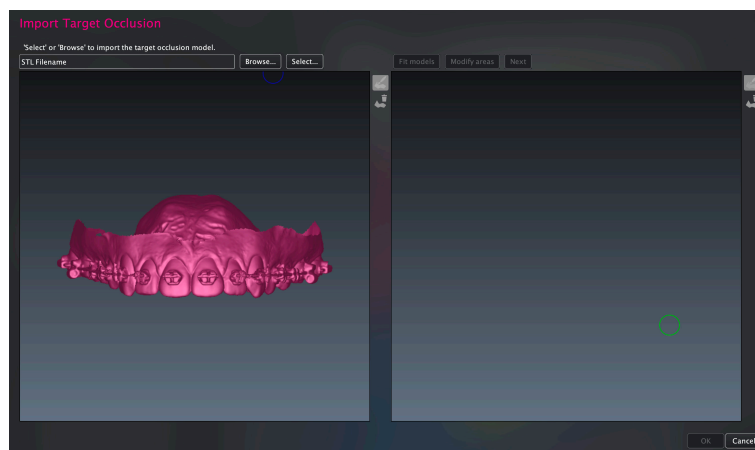 Import Target Occlusion
'Select' or 'Browse' to import the target occlusion model.
STL Filename
Browse...
Select...
Fit models
Modify areas
Next
OK
Cancel